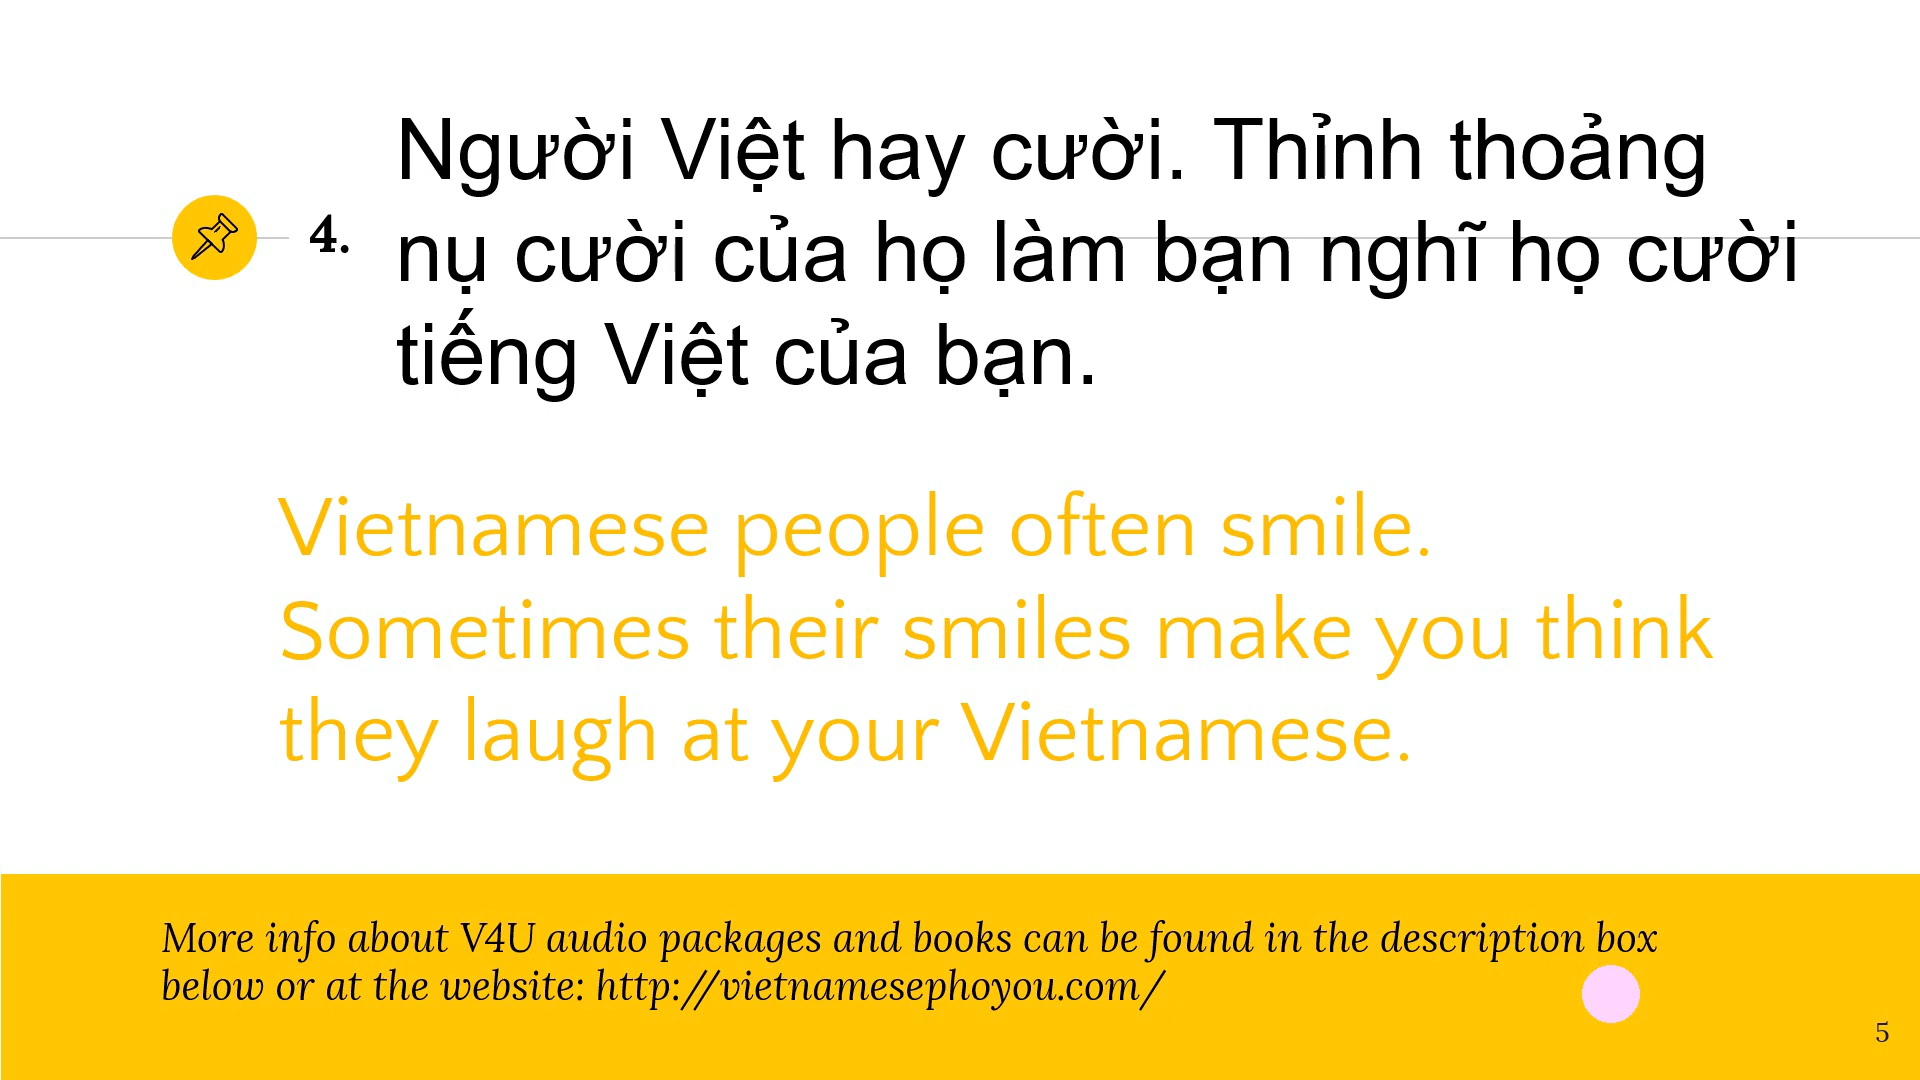 4.
Người Việt hay cười. Thỉnh thoảng
nụ cười của họ làm bạn nghĩ họ cười
tiếng Việt của bạn.
Vietnamese people often smile.
Sometimes their smiles make you think
they laugh at your Vietnamese.
More info about V4U audio packages and books can be found in the description box
below or at the website: http://vietnamesephoyou.com/
5